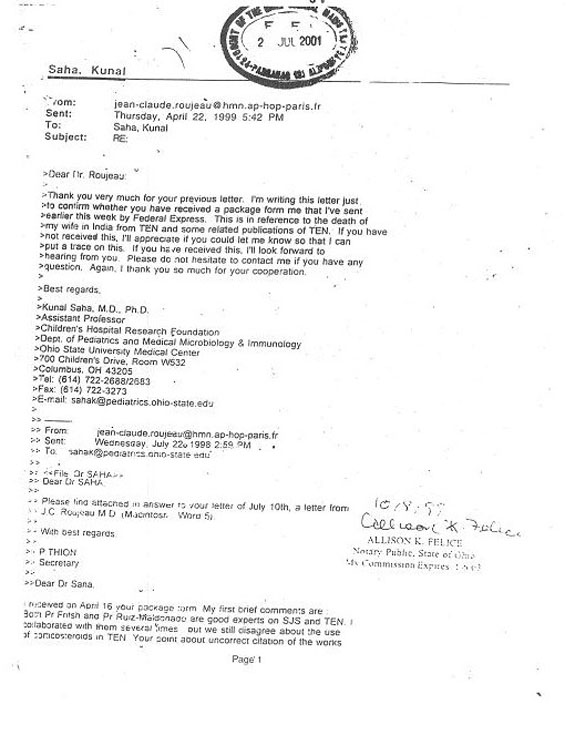 2 JUL 2001
Saha, Kunal
From: jean-claude.roujeau@hmn.ap-hop-paris.fr
Sent: Thursday, April 22, 1999 5:42 PM
To: Saha, Kunal
Subject: RE:
>Dear Dr. Roujeau:
>
>Thank you very much for your previous letter. I'm writing this letter just
>to confirm whether you have received a package form me that I've sent
>earlier this week by Federal Express. This is in reference to the death of
>my wife in India from TEN and some related publications of TEN. If you have
>not received this, I'll appreciate if you could let me know so that I can
>put a trace on this. If you have received this, I'll look forward to
>hearing from you. Please do not hesitate to contact me if you have any
>question. Again, I thank you so much for your cooperation.
>
>Best regards,
>
>Kunal Saha, M.D., Ph.D.
>Assistant Professor
>Children's Hospital Research Foundation
>Dept. of Pediatrics and Medical Microbiology & Immunology
>Ohio State University Medical Center
>700 Children's Drive, Room W532
>Columbus, OH 43205
>Tel: (614) 722-2688/2683
>Fax: (614) 722-3273
>E-mail: sahak@pediatrics.ohio-state.edu
>
>>
>> From: jean-claude.roujeau@hmn.ap-hop-paris.fr
>> Sent: Wednesday, July 22, 1998 2:59 PM
>> To: sahak@pediatrics.ohio-state.edu
>>
>> <<File: Dr SAHA>>
>> Dear Dr SAHA,
>>
>> Please find attached in answer to your letter of July 10th, a letter from
>> J.C. Roujeau M.D. (Macintosh Word 5)
>>
>> With best regards
>>
>> P THION
>> Secretary
>>
>>Dear Dr Saha,
10/8/99
Allison K. Felice
ALLISON K. FELICE
Notary Public, State of Ohio
My Commission Expires
I received on April 16 your package form. My first brief comments are :
Both Pr Fritsh and Pr Ruiz-Maldonado are good experts on SJS and TEN. I
collaborated with them several times but we still disagree about the use
of corticosteroids in TEN. Your point about uncorrect citation of the works
Page 1